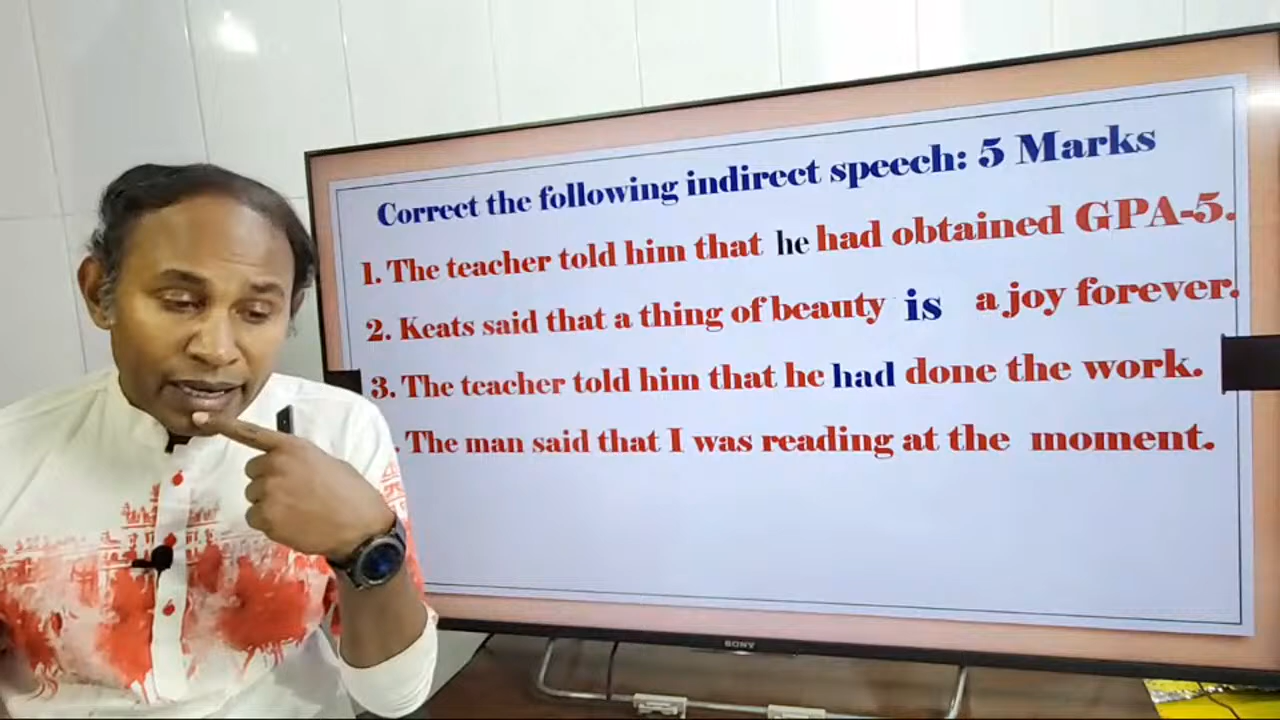 Correct the following indirect speech: 5 Marks
1. The teacher told him that he had obtained GPA-5.
2. Keats said that a thing of beauty is a joy forever.
3. The teacher told him that he had done the work.
. The man said that I was reading at the moment.
SONY